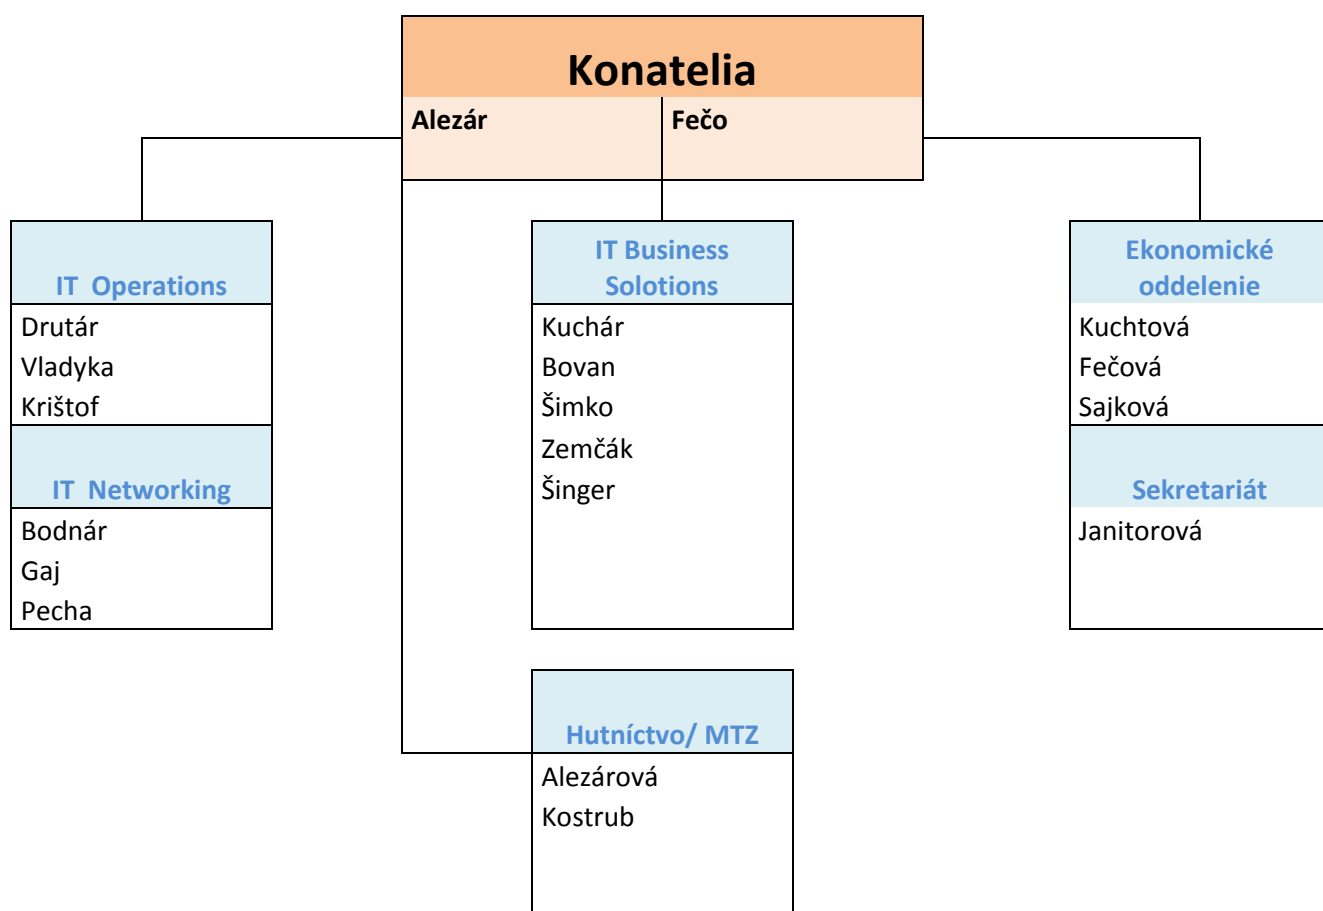 Konatelia
Alezár
Fečo
IT  Operations
Drutár
Vladyka
Krištof
IT  Networking
Bodnár
Gaj
Pecha
IT Business
Solotions
Kuchár
Bovan
Šimko
Zemčák
Šinger
Ekonomické
oddelenie
Kuchtová
Fečová
Sajková
Sekretariát
Janitorová
Hutníctvo/ MTZ
Alezárová
Kostrub